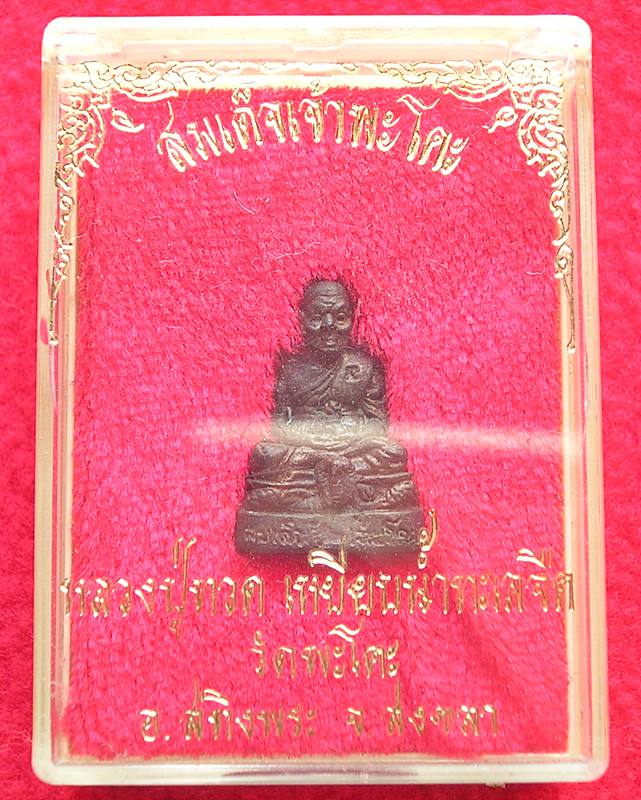 สมเด็จเจ้าพะโคะ
หลวงปู่ทวด เหยียบน้ำทะเลจืด
วัดพะโคะ
อ.สทิงพระ จ.สงขลา